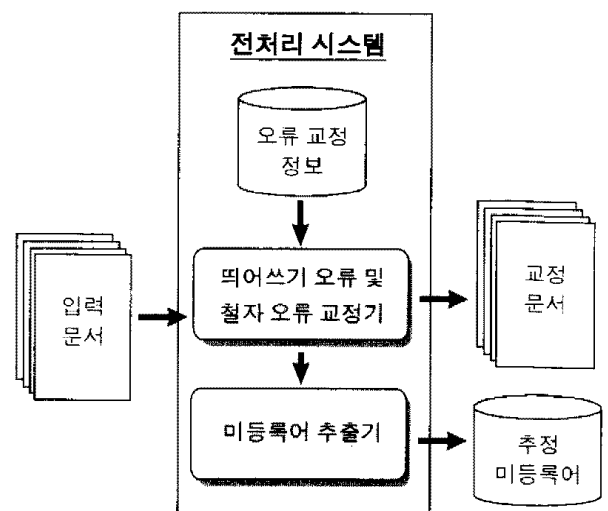 전처리 시스템
오류 교정
정보
입력
문서
띄어쓰기 오류 및
철자 오류 교정기
교정
문서
미등록어 추출기
추정
미등록어